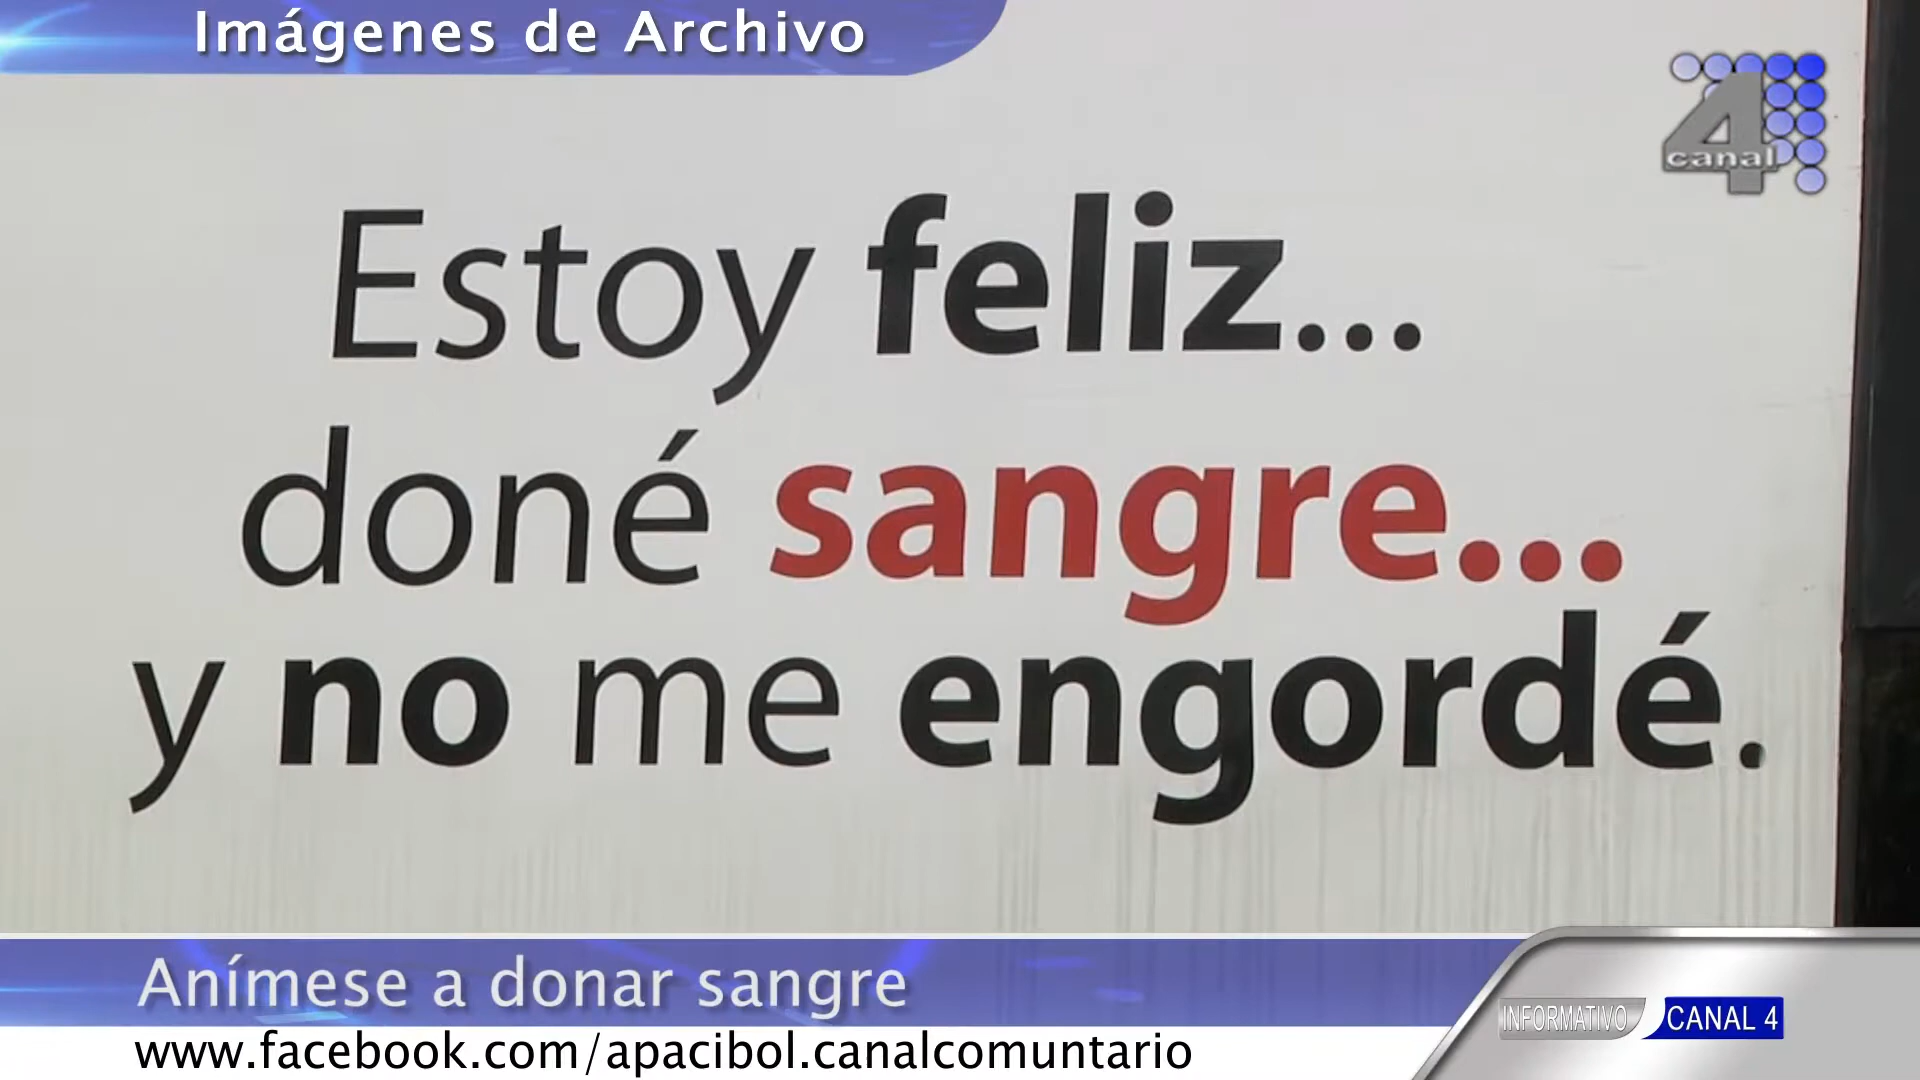 Imágenes de Archivo
4
canal
Estoy feliz...
doné sangre...
y no me engordé.
Anímese a donar sangre
INFORMATIVO CANAL 4
www.facebook.com/apacibol.canalcomuntario